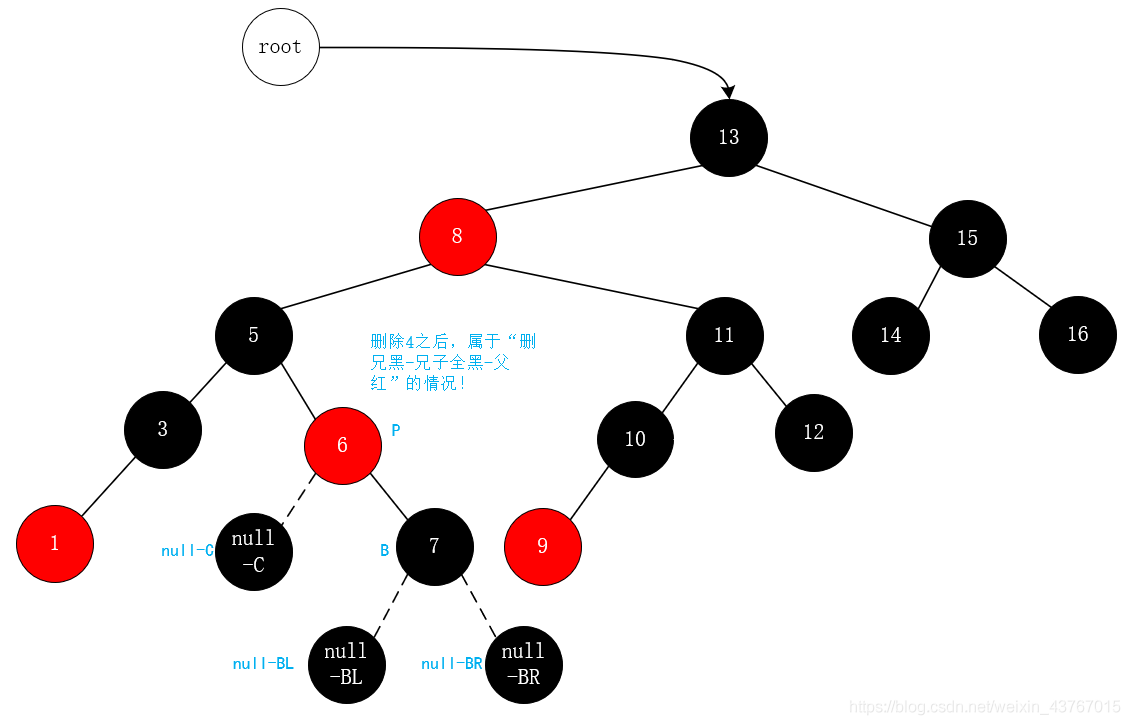 root
13
8
15
5
11
14
16
删除4之后，属于“删
兄黑-兄子全黑-父
红”的情况！
3
6
P
10
12
1
null-C
null
-C
B
7
9
null-BL
null
-BL
null-BR
null
-BR
https://blog.csdn.net/weixin_43767015